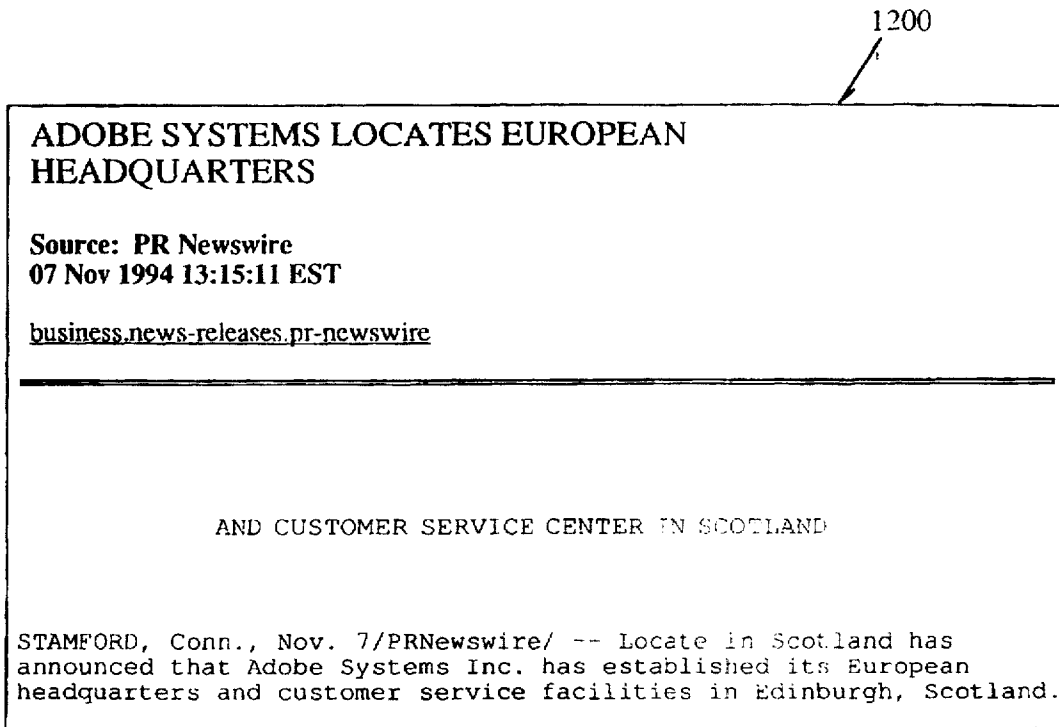 1200
ADOBE SYSTEMS LOCATES EUROPEAN
HEADQUARTERS
Source: PR Newswire
07 Nov 1994 13:15:11 EST
business.news-releases.pr-newswire
AND CUSTOMER SERVICE CENTER IN SCOTLAND
STAMFORD, Conn., Nov. 7/PRNewswire/ -- Locate in Scotland has
announced that Adobe Systems Inc. has established its European
headquarters and customer service facilities in Edinburgh, Scotland.